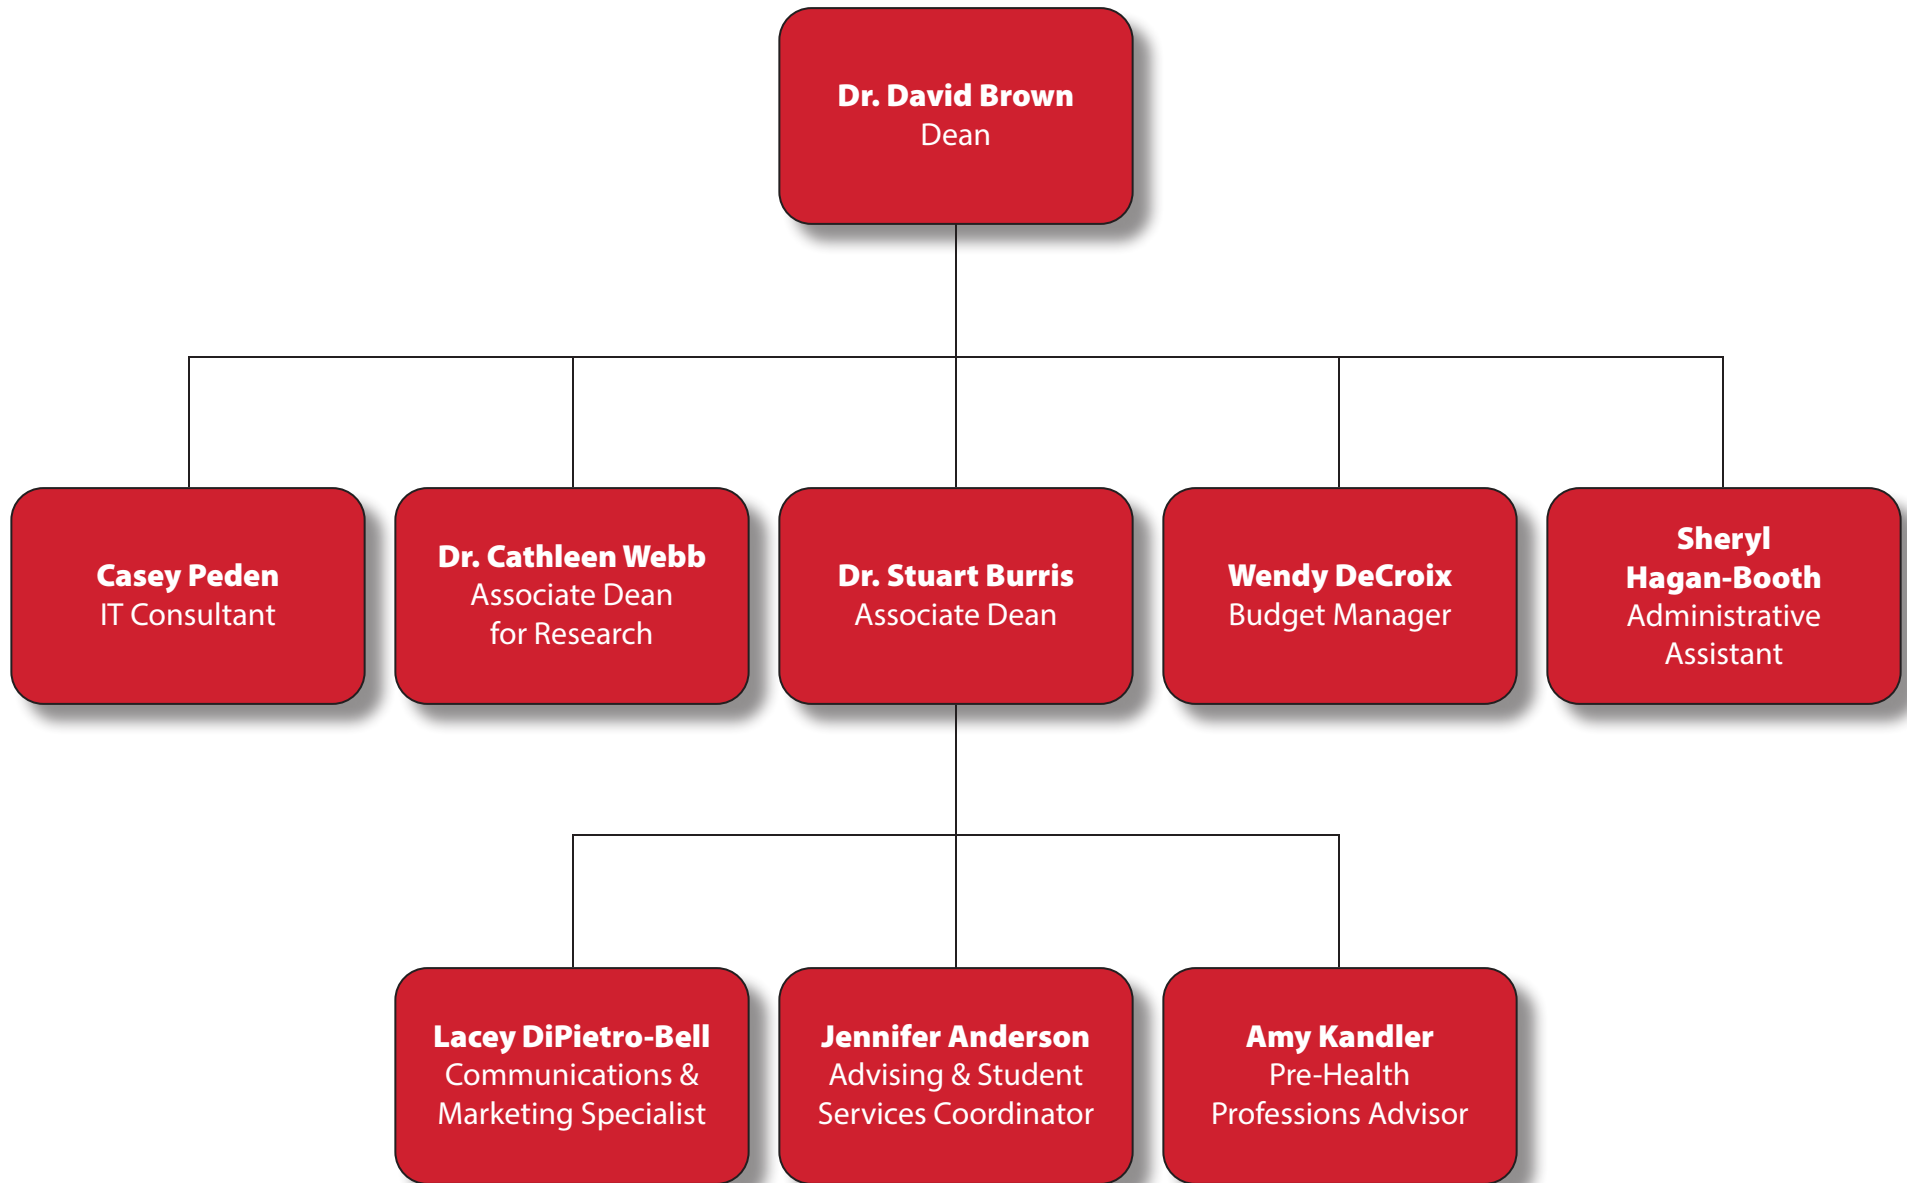 Dr. David Brown
Dean
Casey Peden
IT Consultant
Dr. Cathleen Webb
Associate Dean
for Research
Dr. Stuart Burris
Associate Dean
Wendy DeCroix
Budget Manager
Sheryl
Hagan-Booth
Administrative
Assistant
Lacey DiPietro-Bell
Communications &
Marketing Specialist
Jennifer Anderson
Advising & Student
Services Coordinator
Amy Kandler
Pre-Health
Professions Advisor